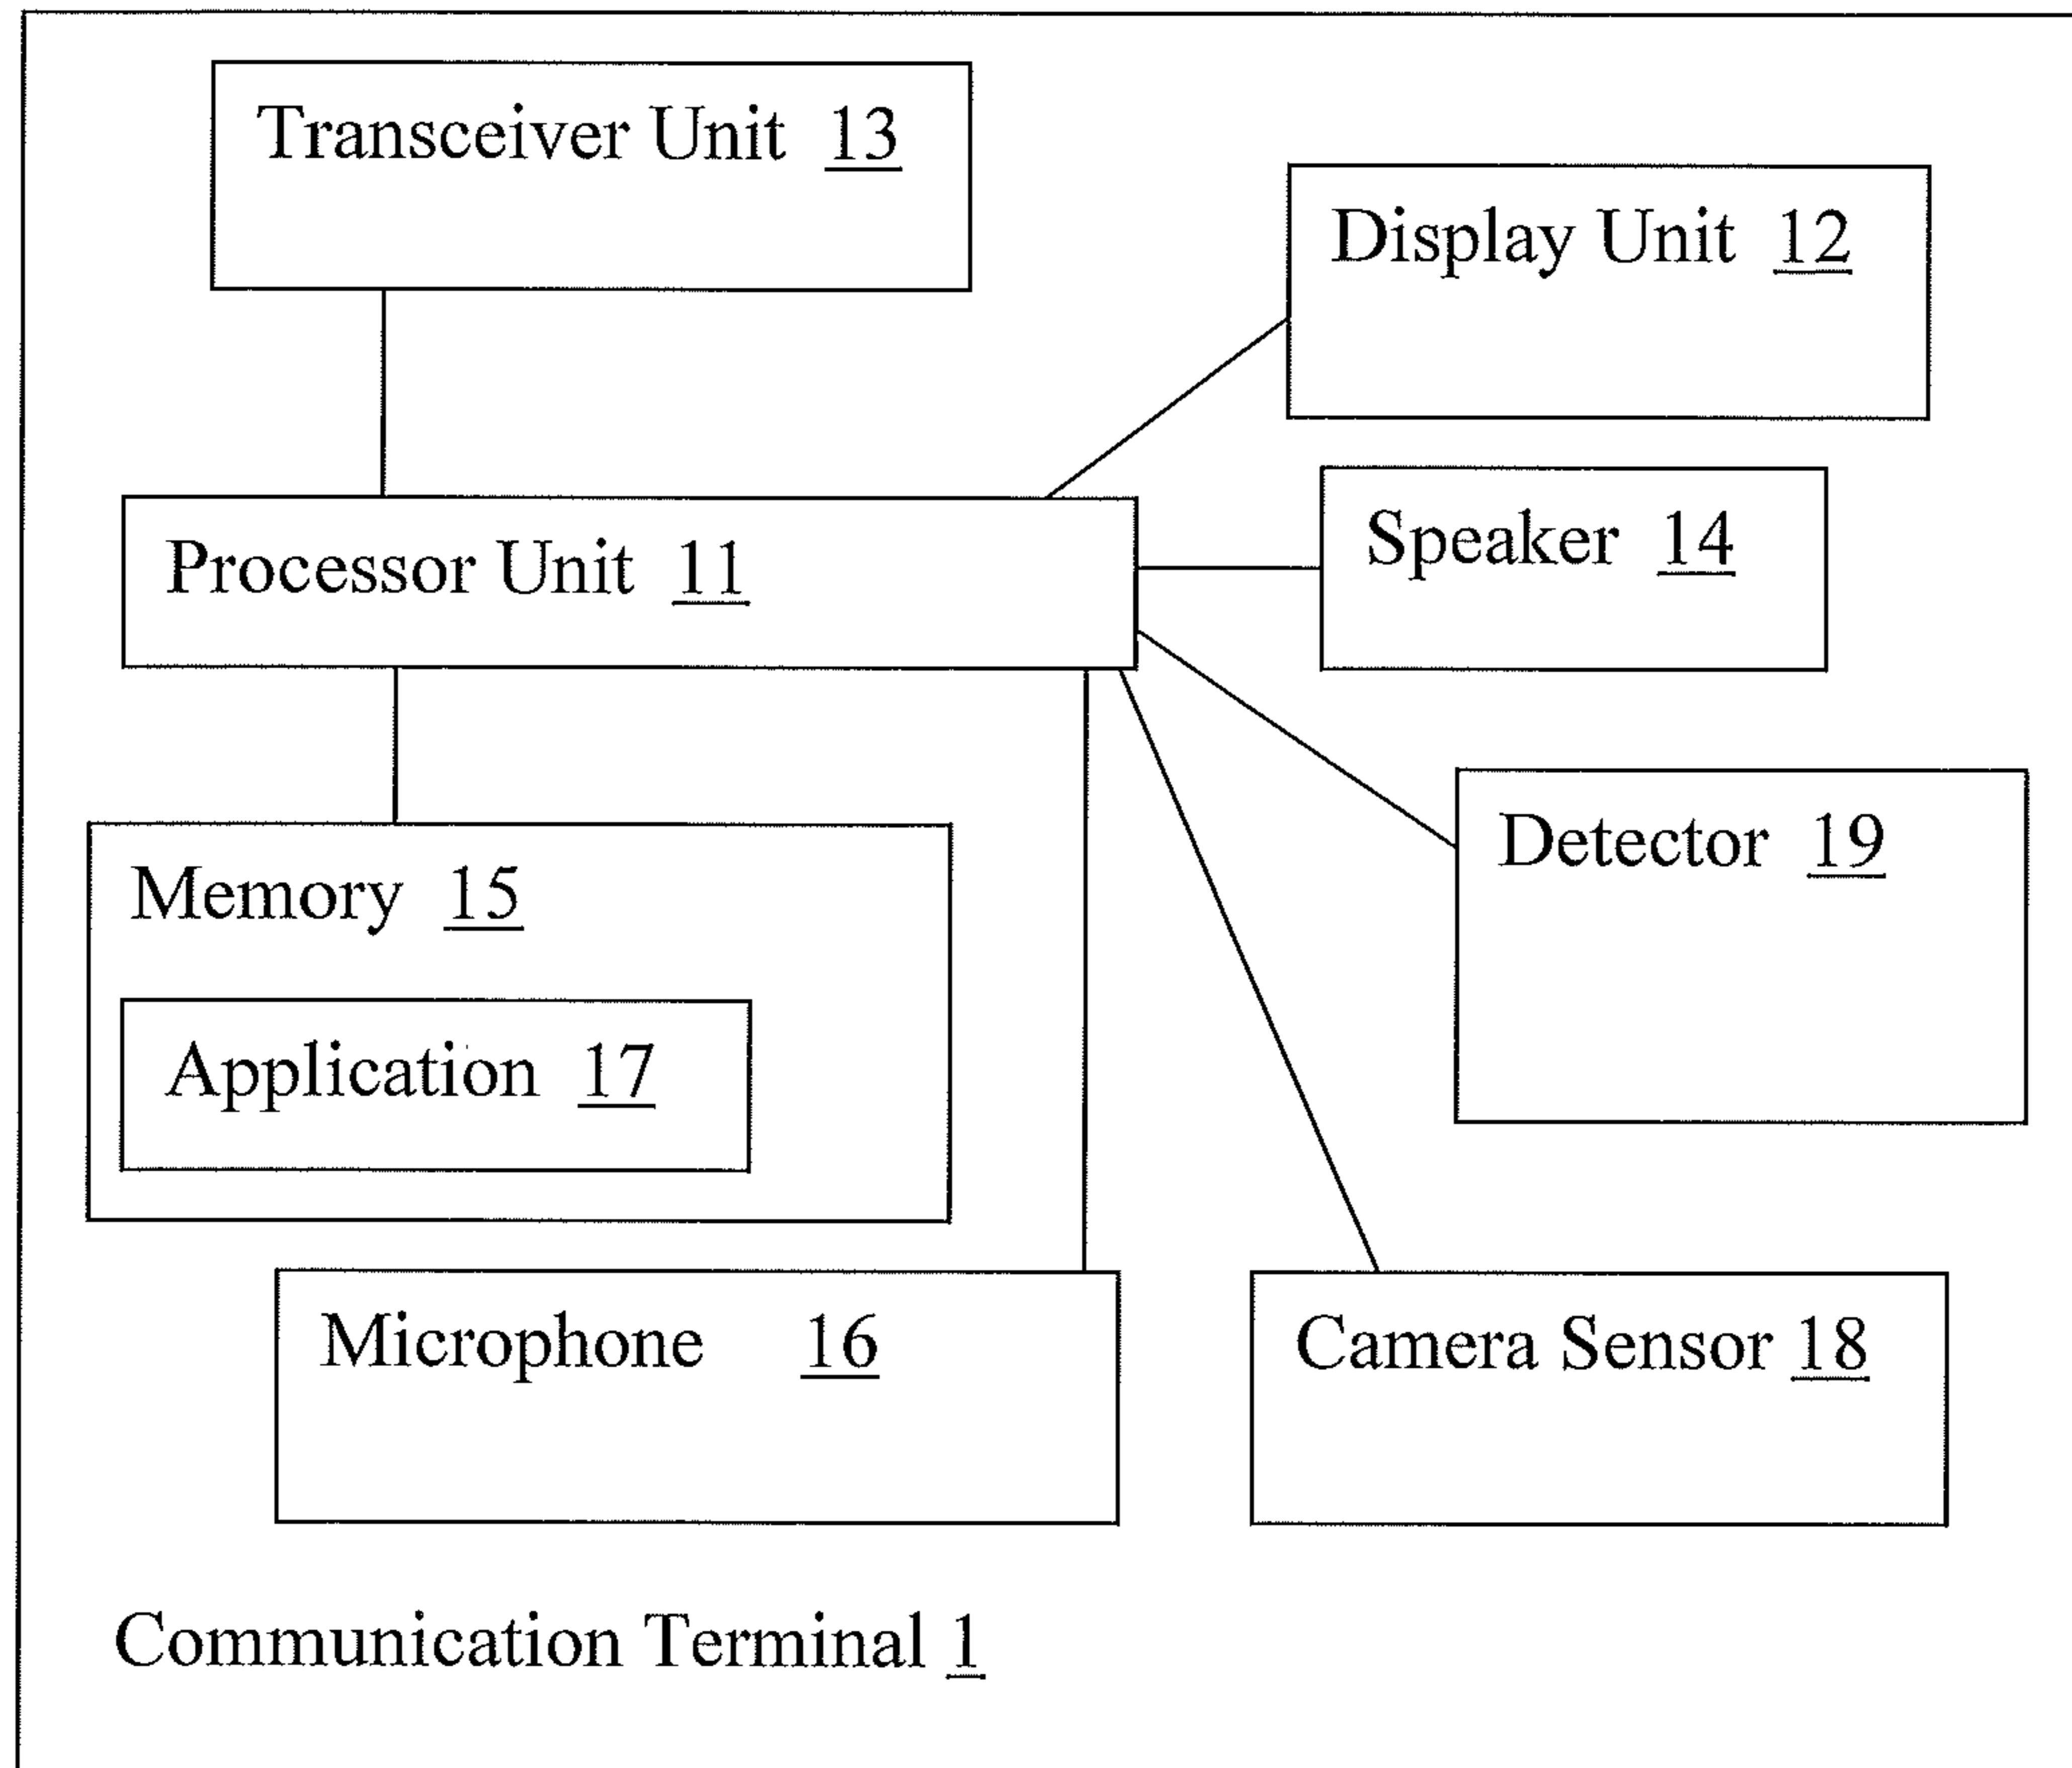 Transceiver Unit 13
Display Unit 12
Processor Unit 11
Speaker 14
Detector 19
Memory 15
Application 17
Microphone 16
Camera Sensor 18
Communication Terminal 1